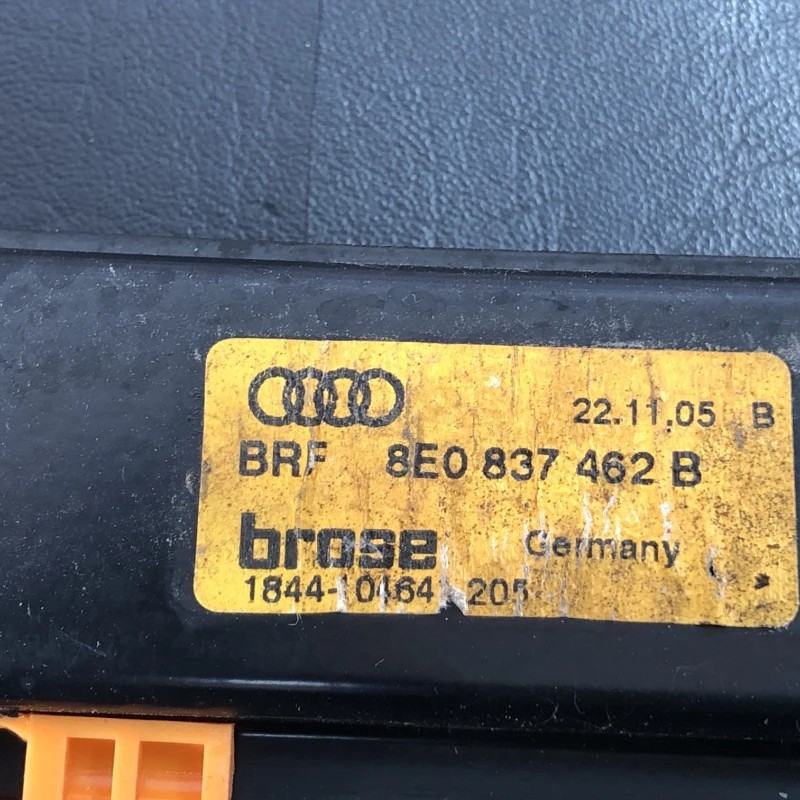 22.11.05 B
BRF 8E0 837 462 B
brose Germany
1844-10464 205